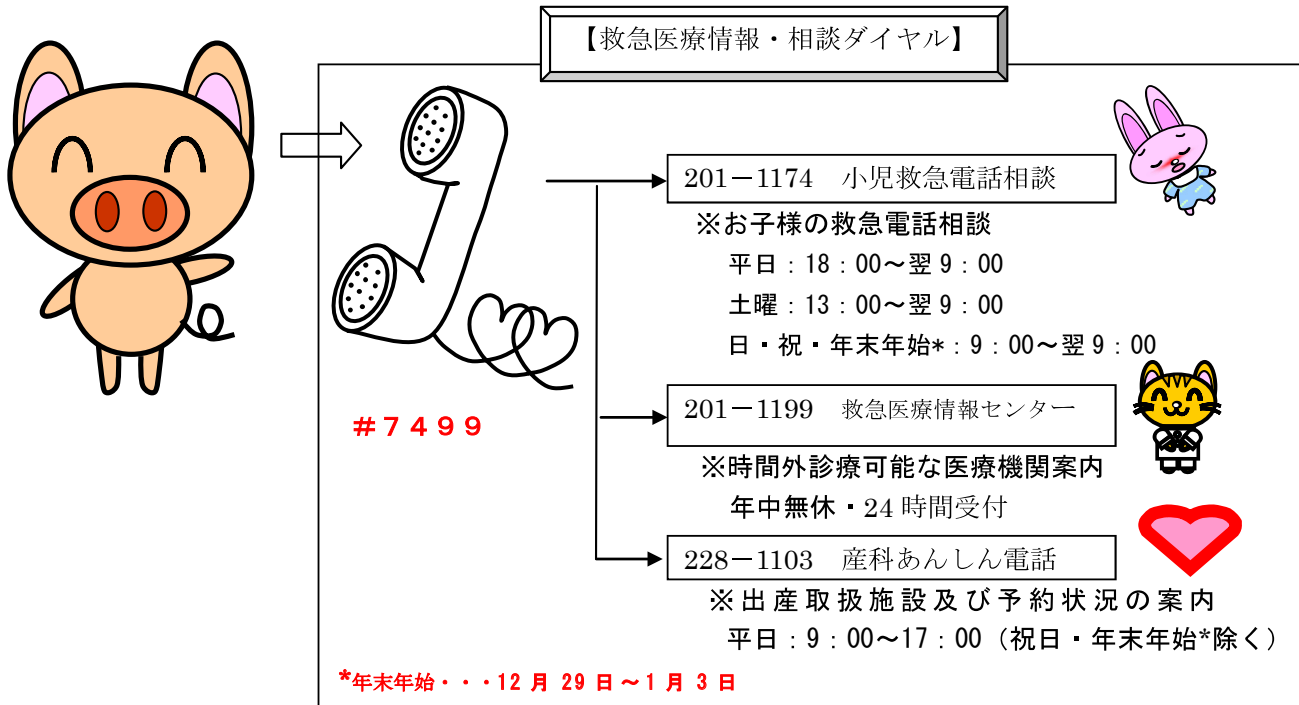 【救急医療情報・相談ダイヤル】
201－1174　小児救急電話相談
※お子様の救急電話相談
平日：18：00～翌 9：00
土曜：13：00～翌 9：00
日・祝・年末年始*：9：00～翌 9：00
＃７４９９
201－1199　救急医療情報センター
※時間外診療可能な医療機関案内
年中無休・24 時間受付
228－1103　産科あんしん電話
※出産取扱施設及び予約状況の案内
平日：9：00～17：00（祝日・年末年始*除く）
*年末年始・・・12 月 29 日～1 月 3 日